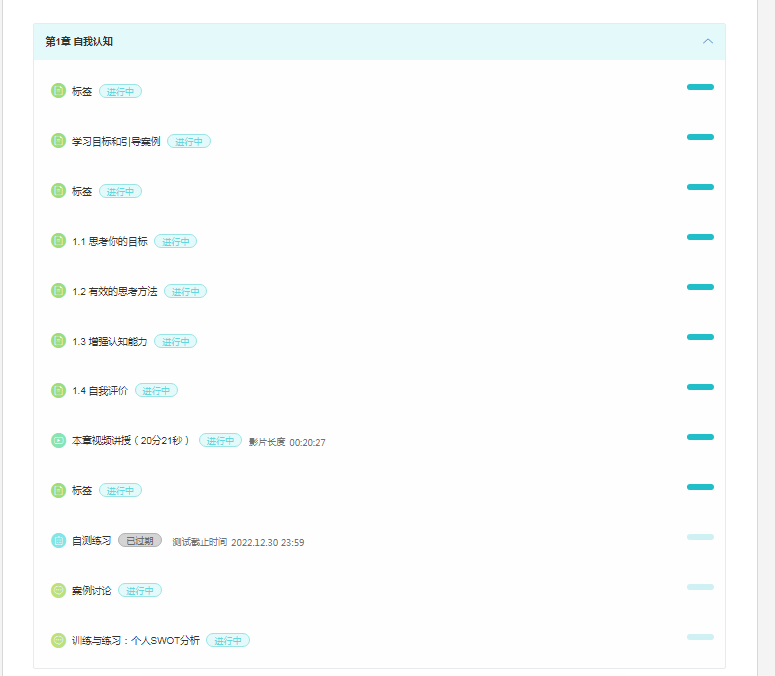 第1章 自我认知
标签 进行中
学习目标和引导案例 进行中
标签 进行中
1.1 思考你的目标 进行中
1.2 有效的思考方法 进行中
1.3 增强认知能力 进行中
1.4 自我评价 进行中
本章视频讲授（20分21秒） 进行中 影片长度 00:20:27
标签 进行中
自测练习 已过期 测试截止时间 2022.12.30 23:59
案例讨论 进行中
训练与练习：个人SWOT分析 进行中